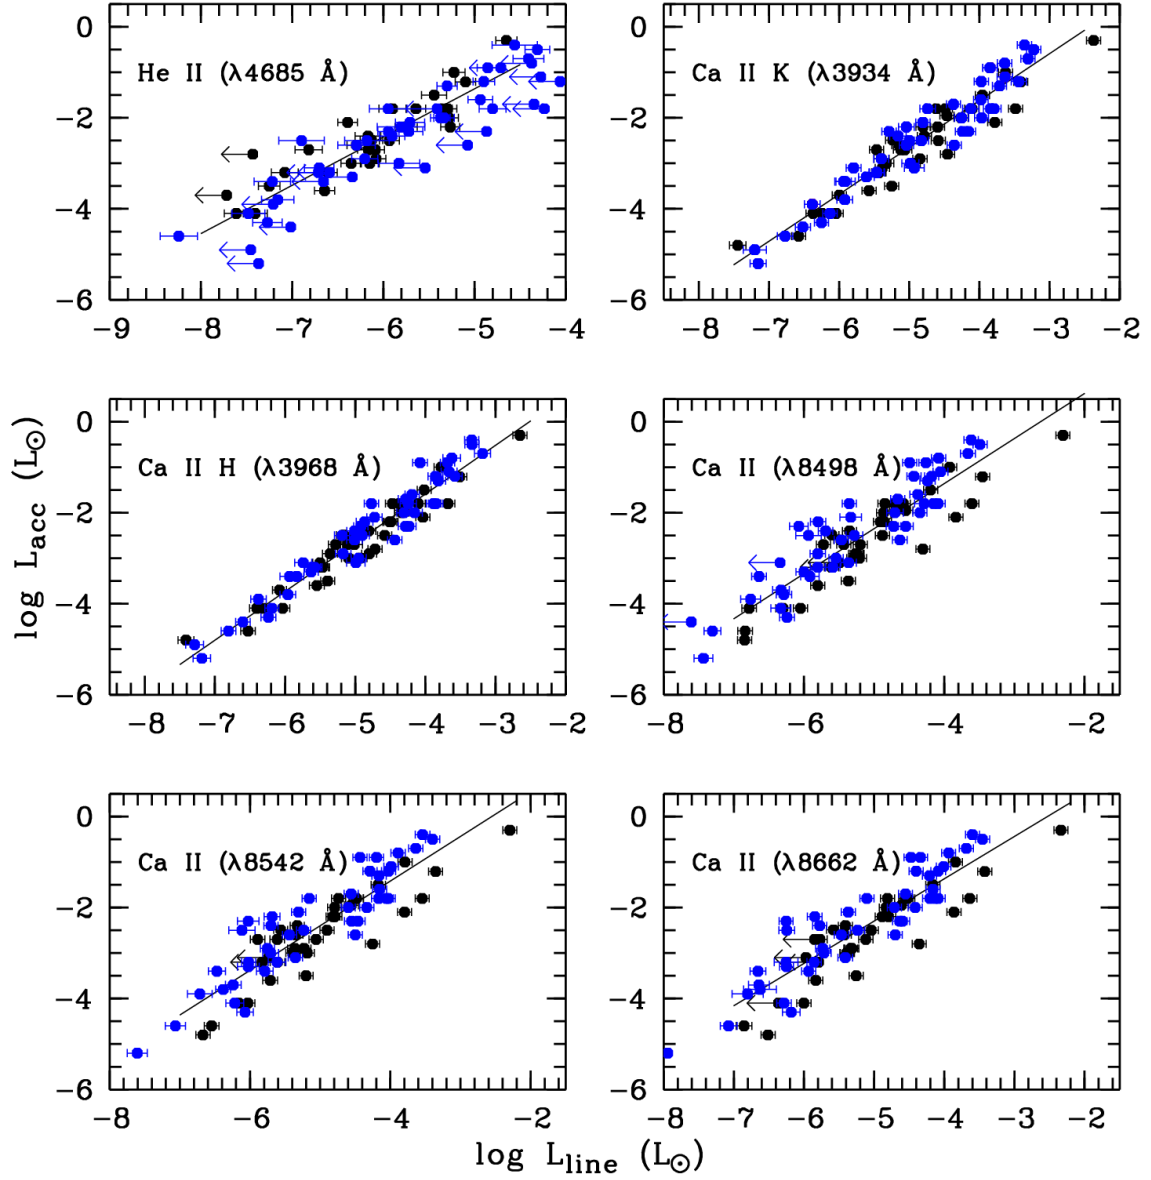 He II (λ4685 Å)
0
−2
−4
−6
−9 −8 −7 −6 −5 −4
Ca II K (λ3934 Å)
0
−2
−4
−6
−8 −7 −6 −5 −4 −3 −2
Ca II H (λ3968 Å)
0
−2
−4
−6
−8 −7 −6 −5 −4 −3 −2
Ca II (λ8498 Å)
0
−2
−4
−6
−8 −6 −4 −2
log Lacc (L☉)
Ca II (λ8542 Å)
0
−2
−4
−6
−8 −6 −4 −2
Ca II (λ8662 Å)
0
−2
−4
−6
−8 −7 −6 −5 −4 −3 −2
log Lline (L☉)